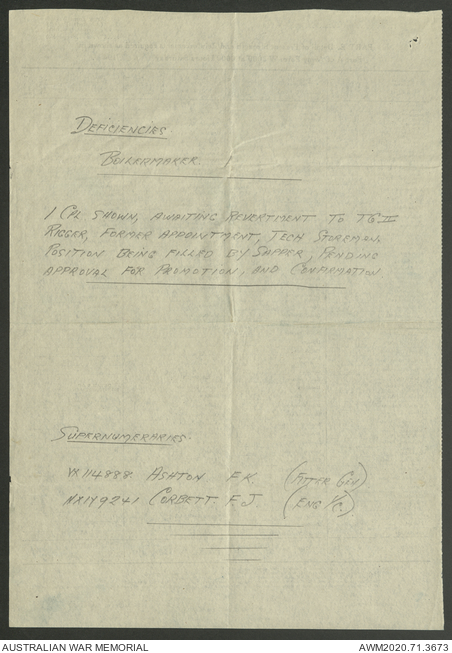 DEFICIENCIES.
BOILERMAKER. 1.
1 CPL SHOWN, AWAITING REVERTMENT TO TG II
RIGGER, FORMER APPOINTMENT, TECH STOREMAN.
POSITION BEING FILLED BY SAPPER, PENDING
APPROVAL FOR PROMOTION, AND CONFIRMATION
SUPERNUMERARIES.
VX114888. ASHTON F.K. (FITTER GEN)
NX149241 CORBETT. F.J (ENG I/C.)
AUSTRALIAN WAR MEMORIAL
AWM2020.71.3673